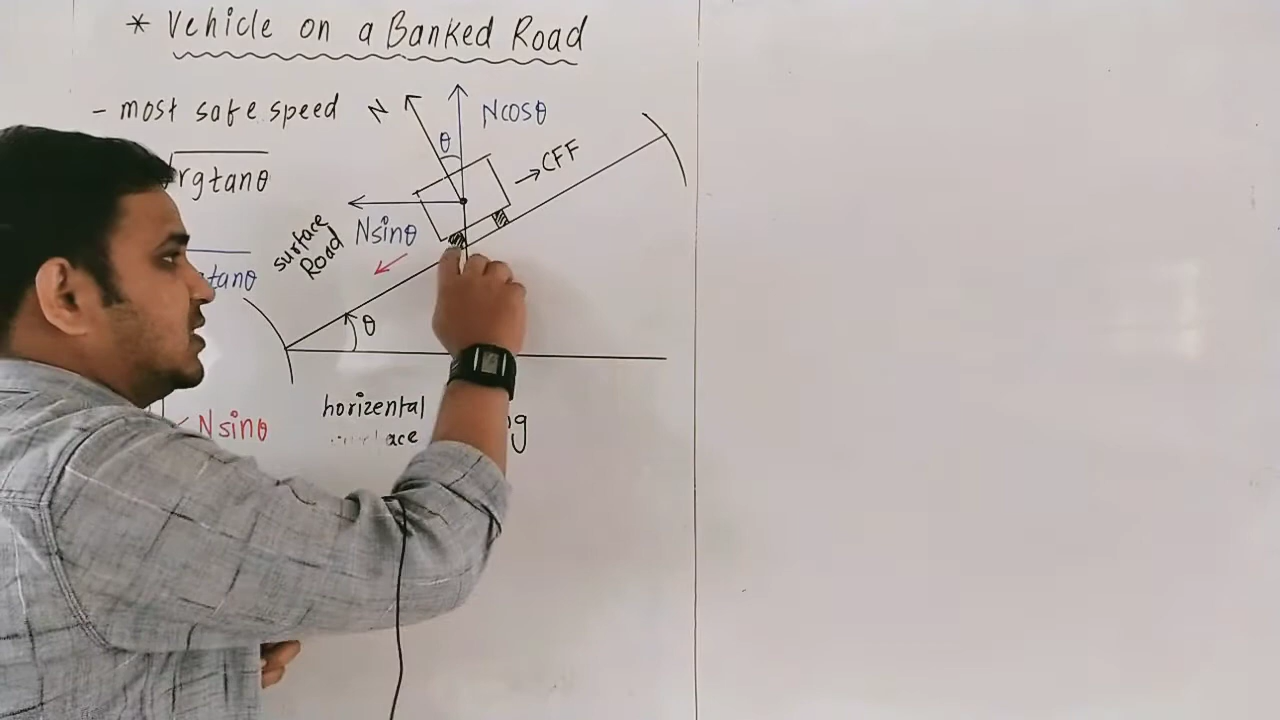 * Vehicle on a Banked Road
- most safe speed
N
Ncosθ
θ
→CFF
√rgtanθ
Nsinθ
surface
Road
tanθ
θ
horizental
ace
< Nsinθ
g